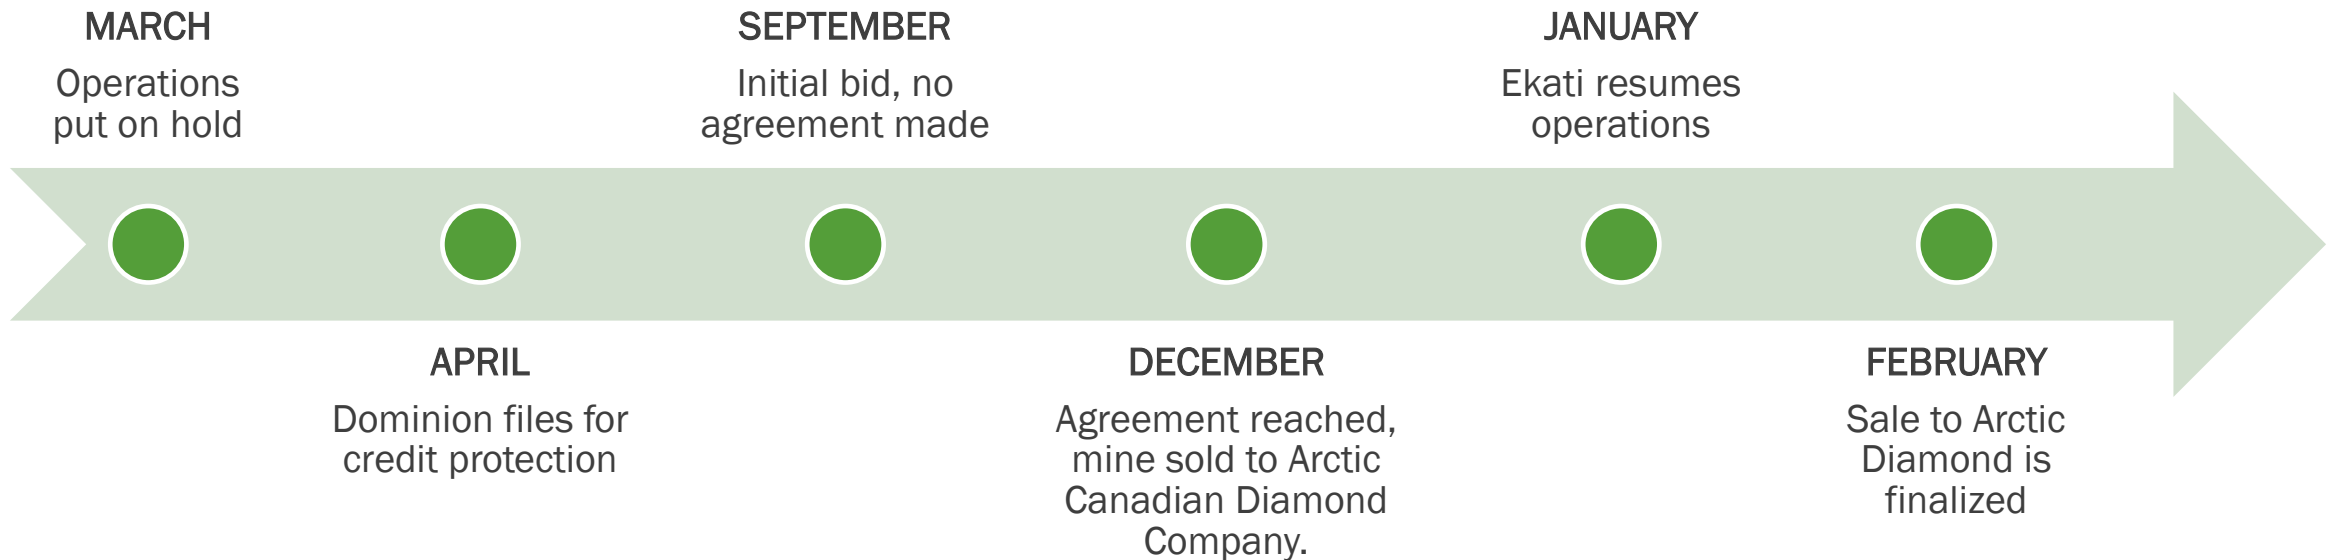 MARCH
Operations
put on hold
APRIL
Dominion files for
credit protection
SEPTEMBER
Initial bid, no
agreement made
DECEMBER
Agreement reached,
mine sold to Arctic
Canadian Diamond
Company.
JANUARY
Ekati resumes
operations
FEBRUARY
Sale to Arctic
Diamond is
finalized